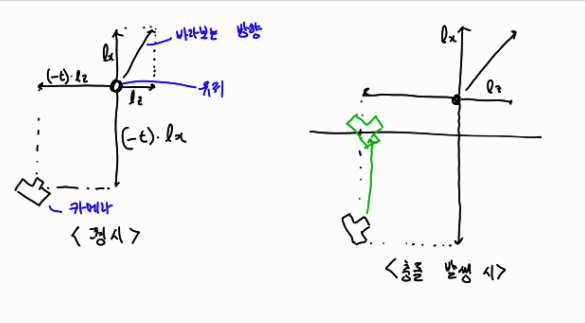 lx
바라보는 방향
(-t)·lz
lz
유리
(-t)·lx
카메라
<평시>
lx
lz
<충돌 발생 시>